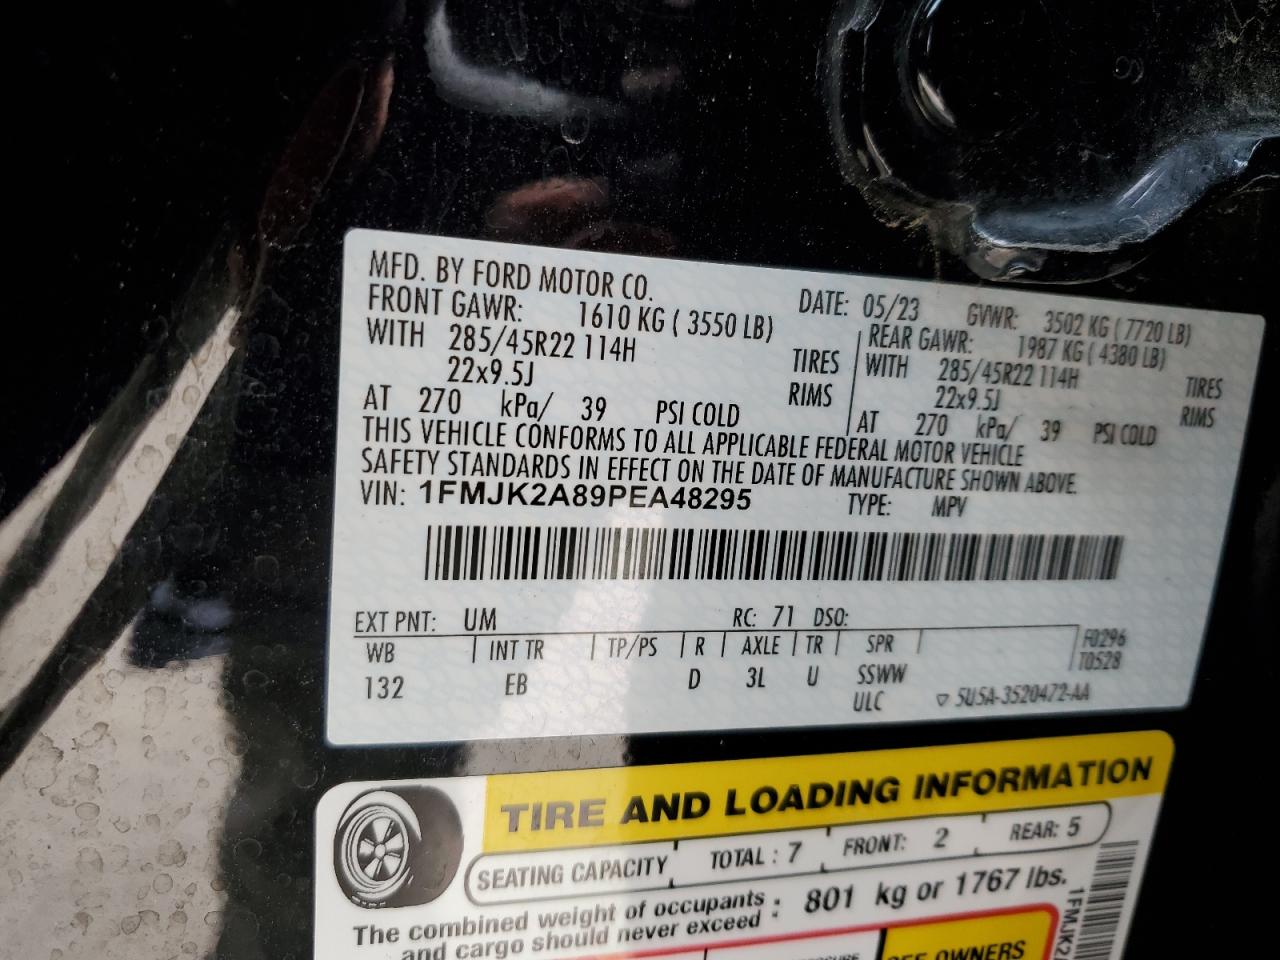 MFD. BY FORD MOTOR CO.
DATE: 05/23 GVWR: 3502 KG ( 7720 LB)
FRONT GAWR: 1610 KG ( 3550 LB)
REAR GAWR: 1987 KG ( 4380 LB)
WITH 285/45R22 114H TIRES
WITH 285/45R22 114H TIRES
22x9.5J RIMS
22x9.5J RIMS
AT 270 kPa/ 39 PSI COLD
AT 270 kPa/ 39 PSI COLD
THIS VEHICLE CONFORMS TO ALL APPLICABLE FEDERAL MOTOR VEHICLE
SAFETY STANDARDS IN EFFECT ON THE DATE OF MANUFACTURE SHOWN ABOVE.
VIN: 1FMJK2A89PEA48295 TYPE: MPV
EXT PNT: UM RC: 71 DSO:
WB INT TR TP/PS R AXLE TR SPR F0296
T0528
132 EB D 3L U SSWW
ULC ▽ 5U5A-3520472-AA
TIRE AND LOADING INFORMATION
SEATING CAPACITY TOTAL : 7 FRONT: 2 REAR: 5
The combined weight of occupants : 801 kg or 1767 lbs.
and cargo should never exceed :
SEE OWNERS
1FMJK2